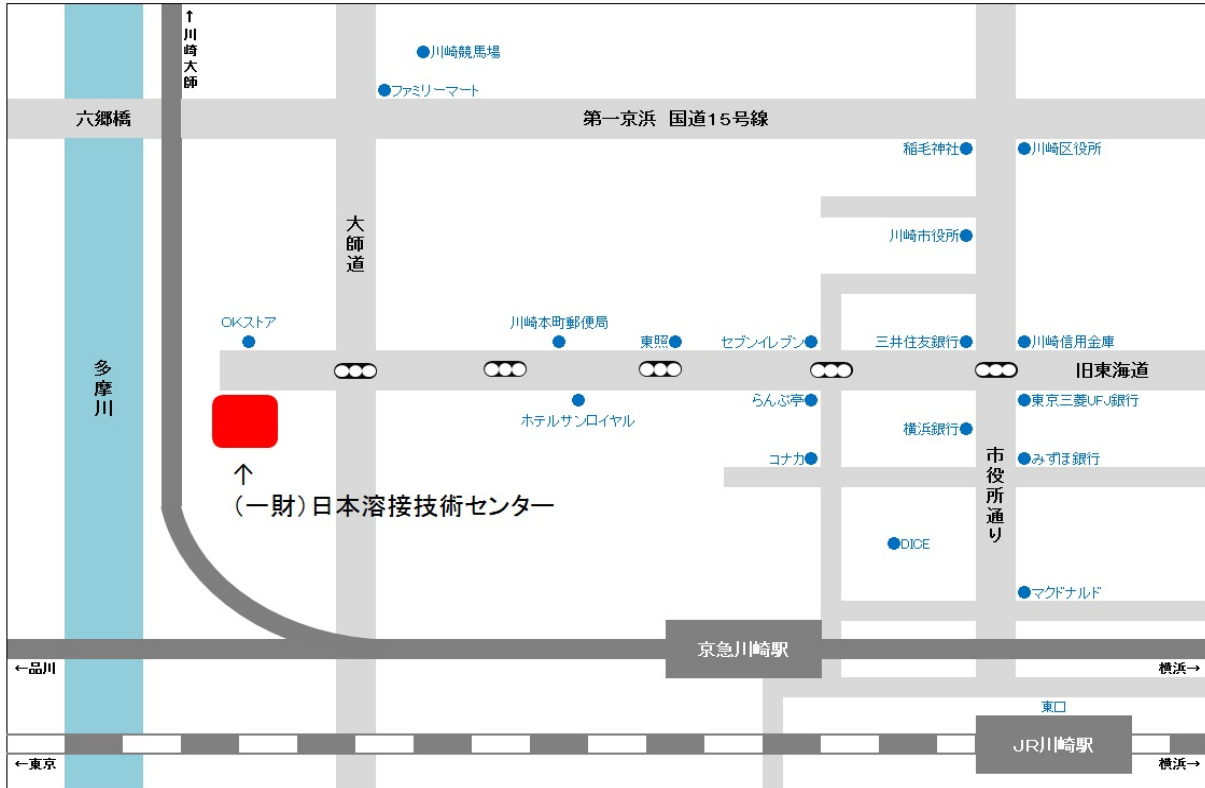 ↑川崎大師
川崎競馬場
ファミリーマート
六郷橋
第一京浜 国道15号線
稲毛神社
川崎区役所
大師道
川崎市役所
OKストア
川崎本町郵便局
東照
セブンイレブン
三井住友銀行
川崎信用金庫
多摩川
旧東海道
ホテルサンロイヤル
らんぷ亭
東京三菱UFJ銀行
横浜銀行
コナカ
みずほ銀行
市役所通り
↑
(一財)日本溶接技術センター
DICE
マクドナルド
京急川崎駅
←品川
横浜→
東口
JR川崎駅
←東京
横浜→